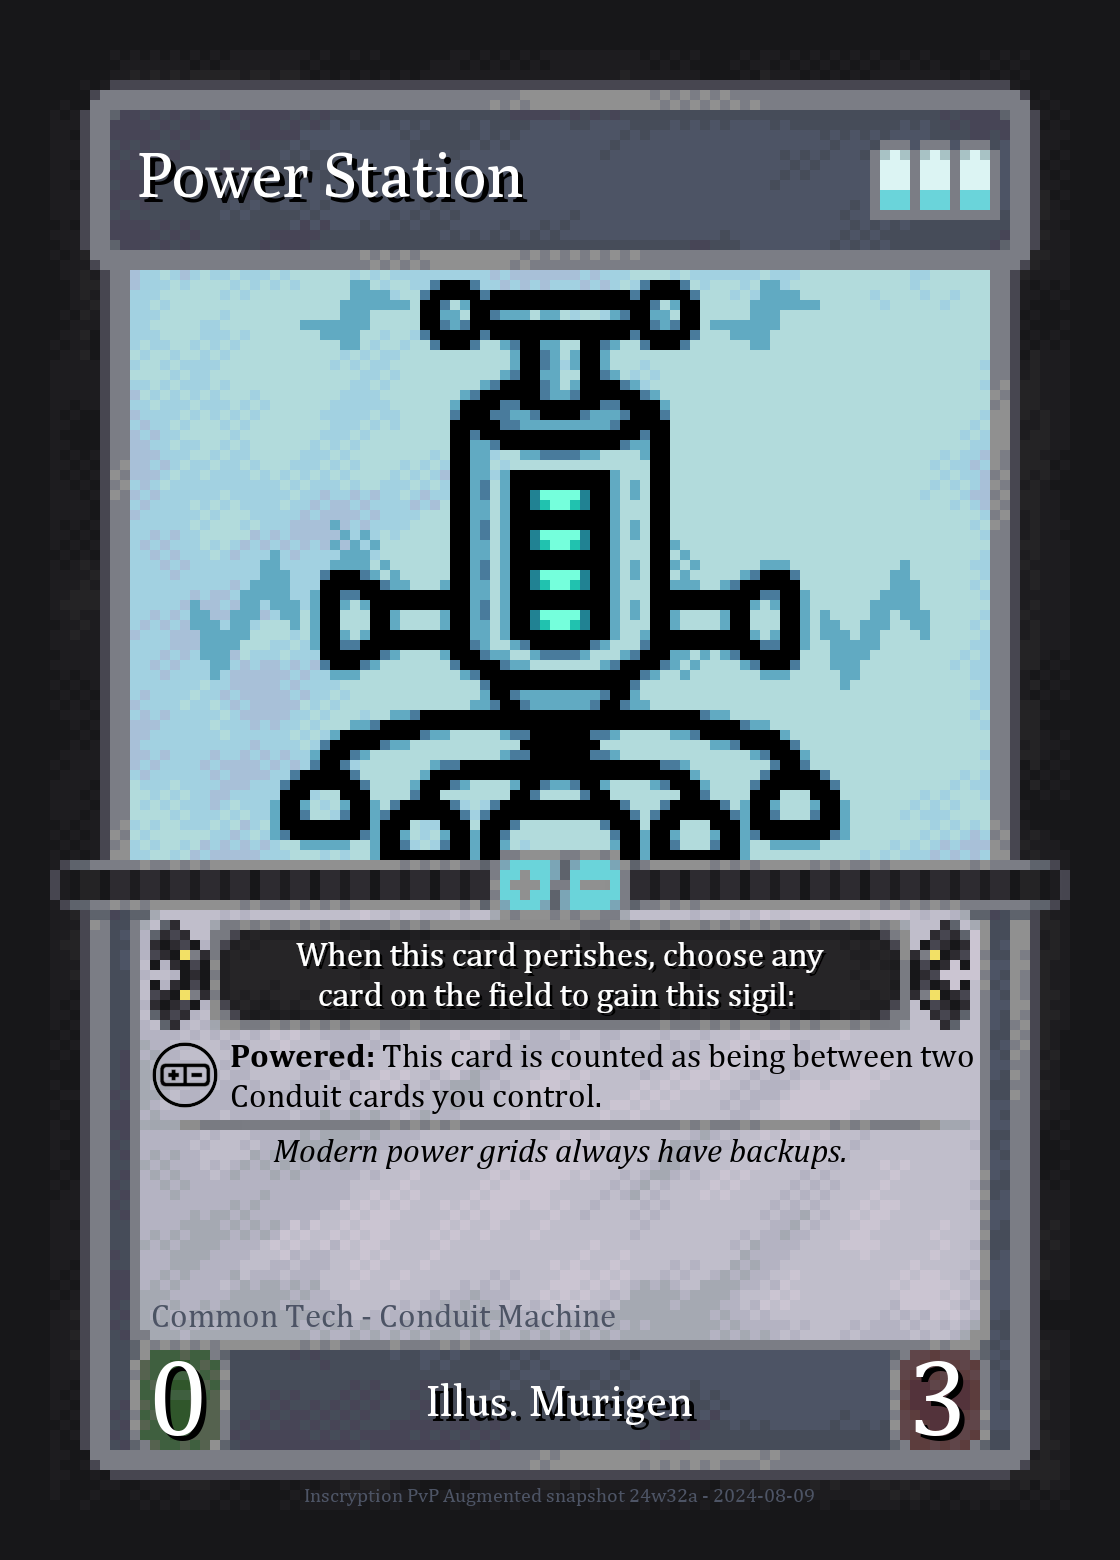 Power Station
When this card perishes, choose any
card on the field to gain this sigil:
Powered: This card is counted as being between two
Conduit cards you control.
Modern power grids always have backups.
Common Tech - Conduit Machine
0
Illus. Murigen
3
Inscryption PvP Augmented snapshot 24w32a - 2024-08-09